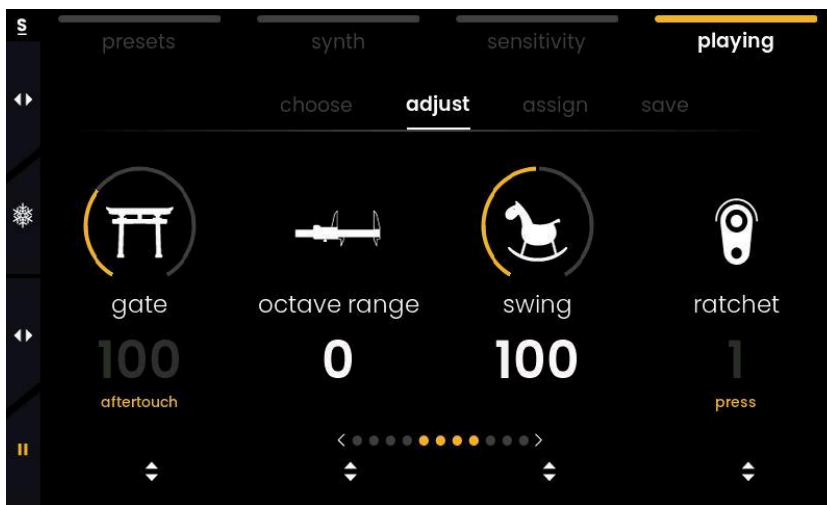 S
presets synth sensitivity playing
choose adjust assign save
gate octave range swing ratchet
100 0 100 1
aftertouch press